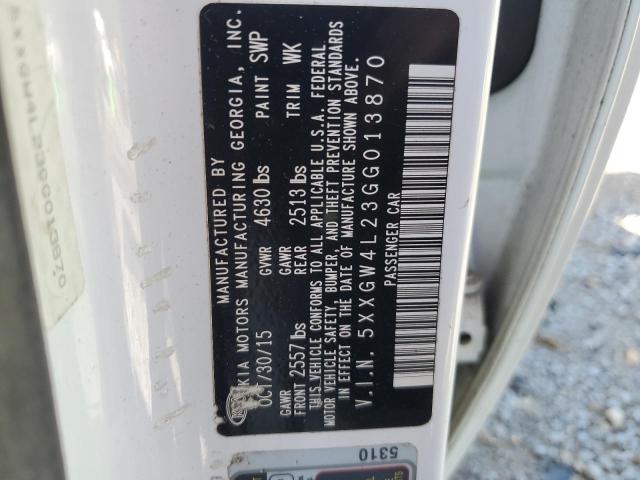 MANUFACTURED BY
KIA MOTORS MANUFACTURING GEORGIA, INC.
OCT/30/15 GVWR 4630 lbs PAINT SWP
GAWR FRONT 2557 lbs GAWR REAR 2513 lbs TRIM WK
THIS VEHICLE CONFORMS TO ALL APPLICABLE U.S.A. FEDERAL
MOTOR VEHICLE SAFETY, BUMPER, AND THEFT PREVENTION STANDARDS
IN EFFECT ON THE DATE OF MANUFACTURE SHOWN ABOVE.
V.I.N. 5XXGW4L23GG013870
PASSENGER CAR
5310